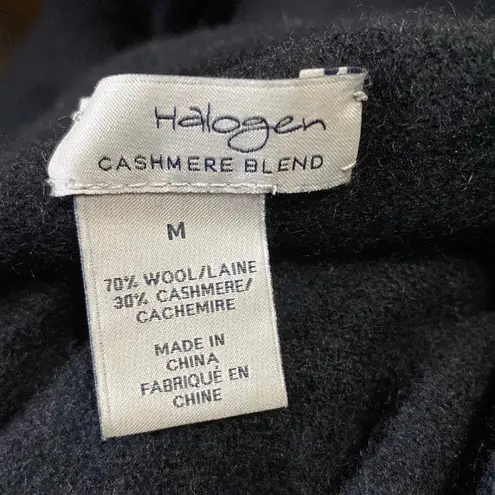 Halogen
CASHMERE BLEND
M
70% WOOL/LAINE
30% CASHMERE/
CACHEMIRE
MADE IN
CHINA
FABRIQUÉ EN
CHINE